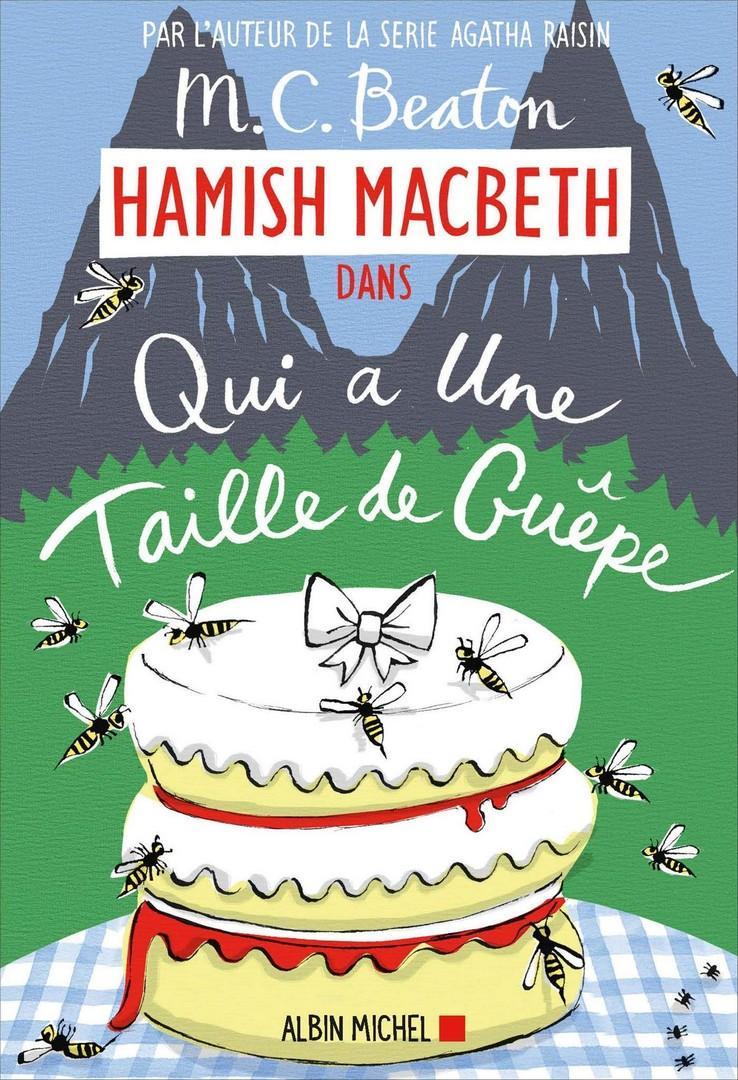 PAR L'AUTEUR DE LA SERIE AGATHA RAISIN
M.C. Beaton
HAMISH MACBETH
DANS
Qui a Une
Taille de Guêpe
ALBIN MICHEL